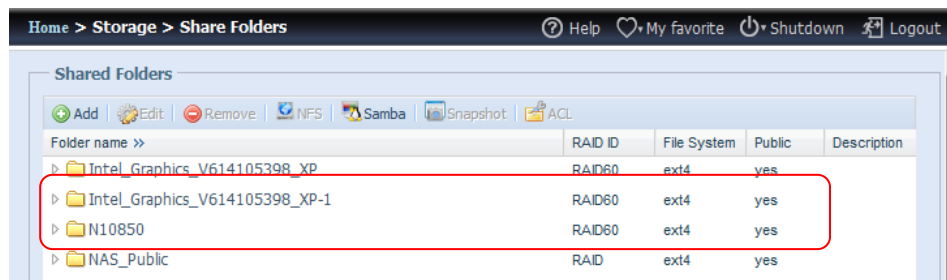 Home > Storage > Share Folders Help My favorite Shutdown Logout
Shared Folders
Add Edit Remove NFS Samba Snapshot ACL
Folder name >> RAID ID File System Public Description
Intel_Graphics_V614105398_XP RAID60 ext4 yes
Intel_Graphics_V614105398_XP-1 RAID60 ext4 yes
N10850 RAID60 ext4 yes
NAS_Public RAID ext4 yes